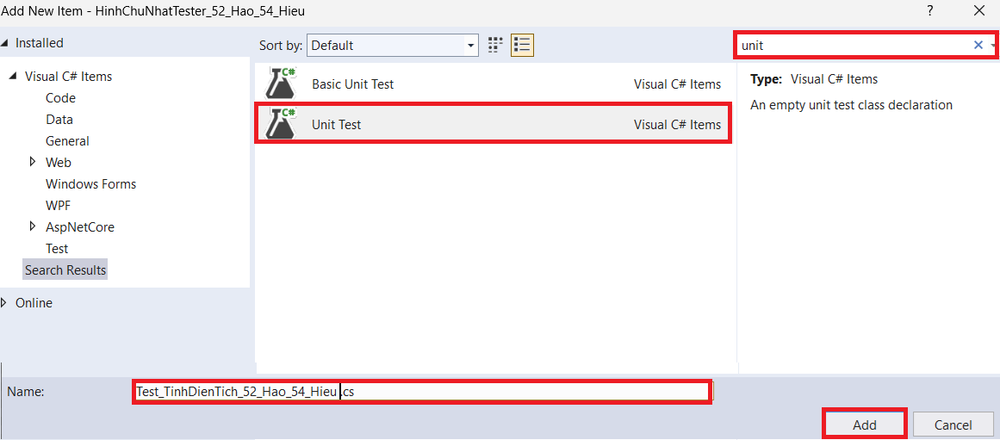 Add New Item - HinhChuNhatTester_52_Hao_54_Hieu ?
Installed
Sort by: Default
unit
Visual C# Items
Code
Data
General
Web
Windows Forms
WPF
AspNetCore
Test
Search Results
Online
C#
Basic Unit Test Visual C# Items
C#
Unit Test Visual C# Items
Type: Visual C# Items
An empty unit test class declaration
Name: Test_TinhDienTich_52_Hao_54_Hieu .cs
Add Cancel